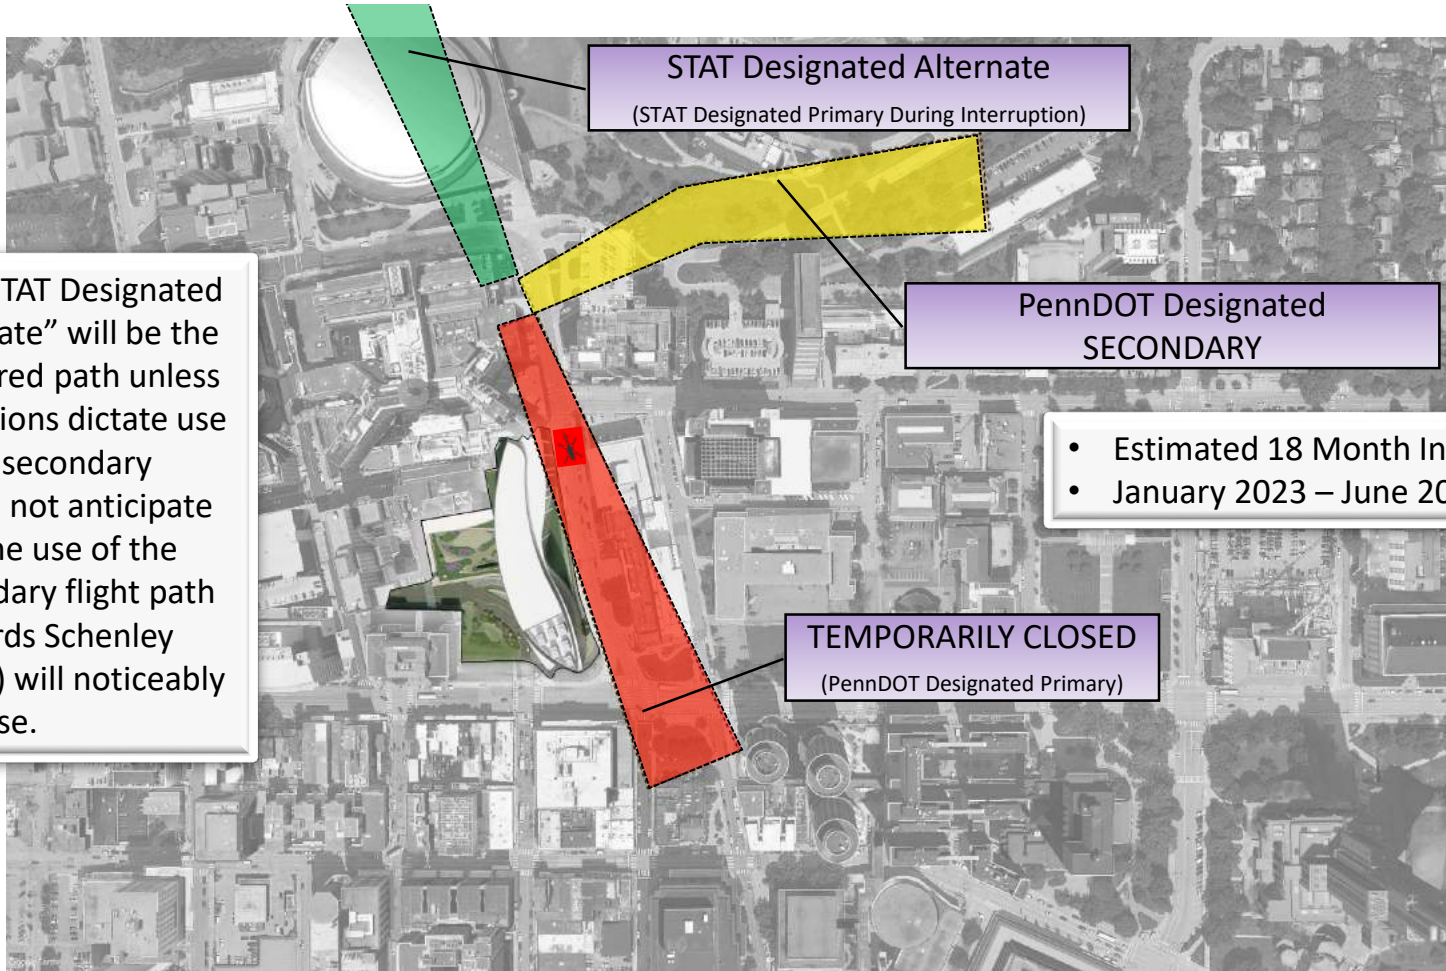 STAT Designated Alternate
(STAT Designated Primary During Interruption)
TAT Designated
ate” will be the
red path unless
ions dictate use
secondary
not anticipate
he use of the
dary flight path
rds Schenley
) will noticeably
se.
PennDOT Designated
SECONDARY
• Estimated 18 Month In
• January 2023 – June 20
TEMPORARILY CLOSED
(PennDOT Designated Primary)